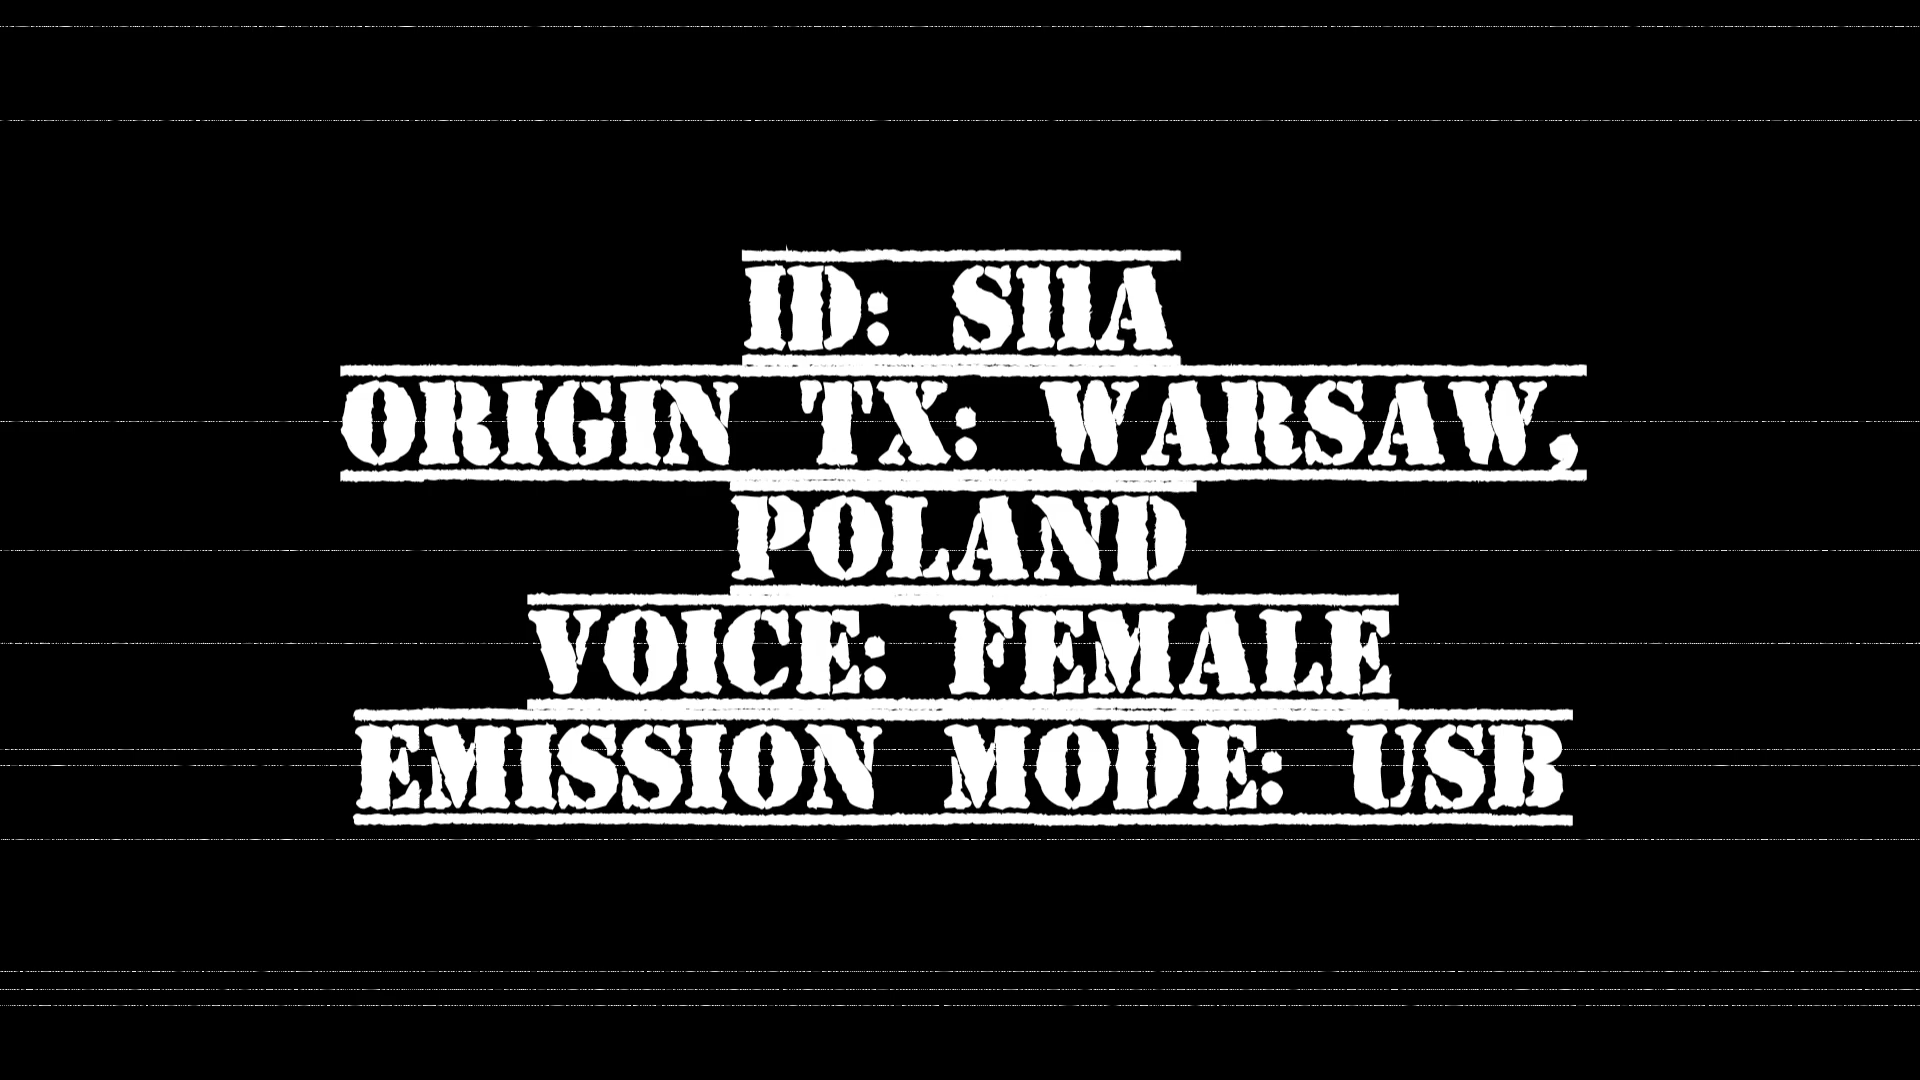 ID: S11A
ORIGIN TX: WARSAW,
POLAND
VOICE: FEMALE
EMISSION MODE: USB